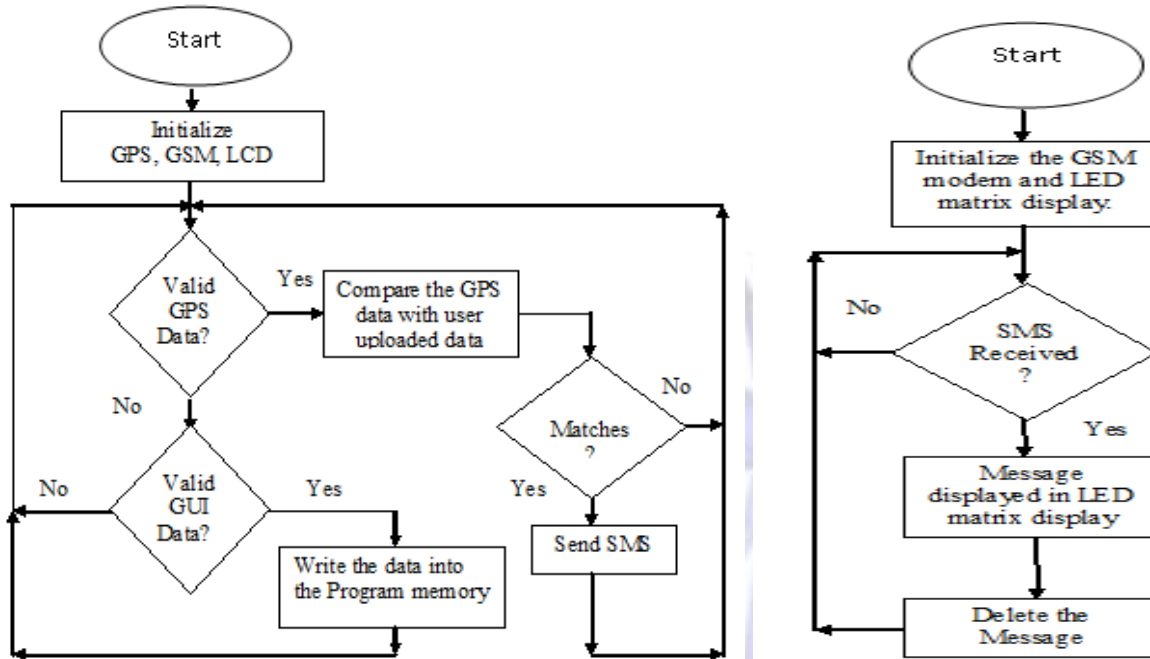 Start
Initialize
GPS, GSM, LCD
Valid
GPS
Data?
Yes
Compare the GPS
data with user
uploaded data
No
Matches
?
No
Yes
Send SMS
Valid
GUI
Data?
No
Yes
Write the data into
the Program memory
Start
Initialize the GSM
modem and LED
matrix display.
No
SMS
Received
?
Yes
Message
displayed in LED
matrix display
Delete the
Message